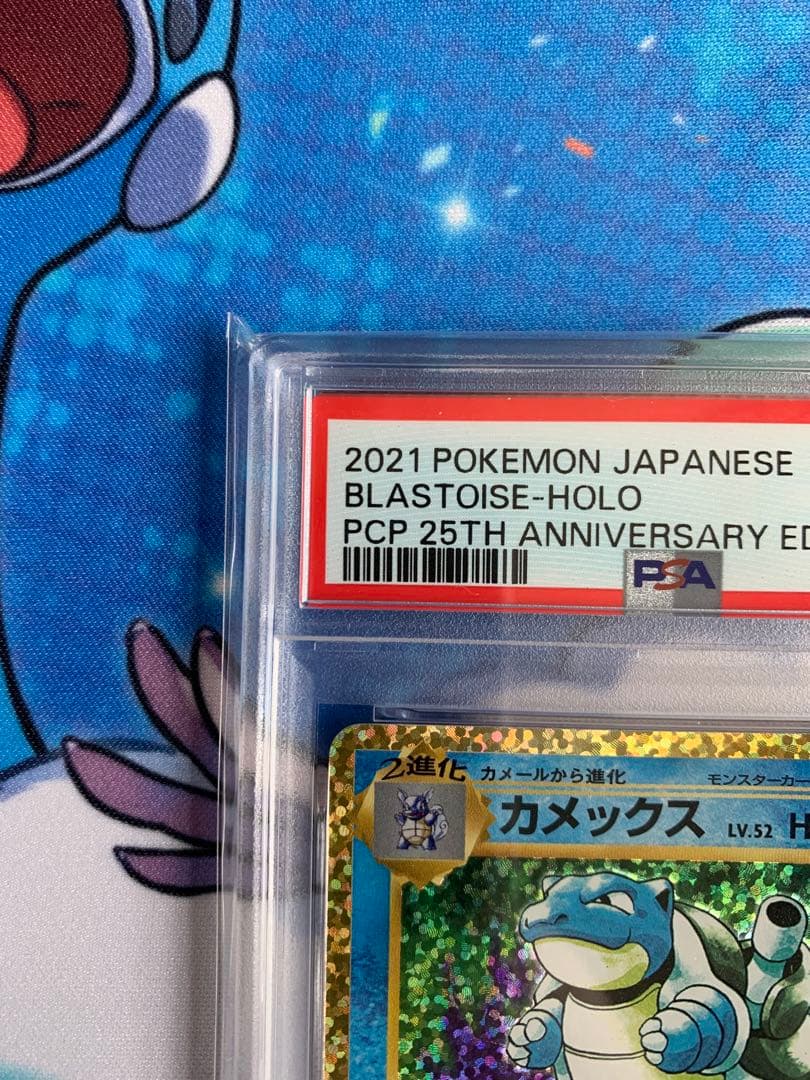 2021 POKEMON JAPANESE
BLASTOISE-HOLO
PCP 25TH ANNIVERSARY ED
PSA
2進化 カメールから進化 モンスターカー
カメックス LV.52 H